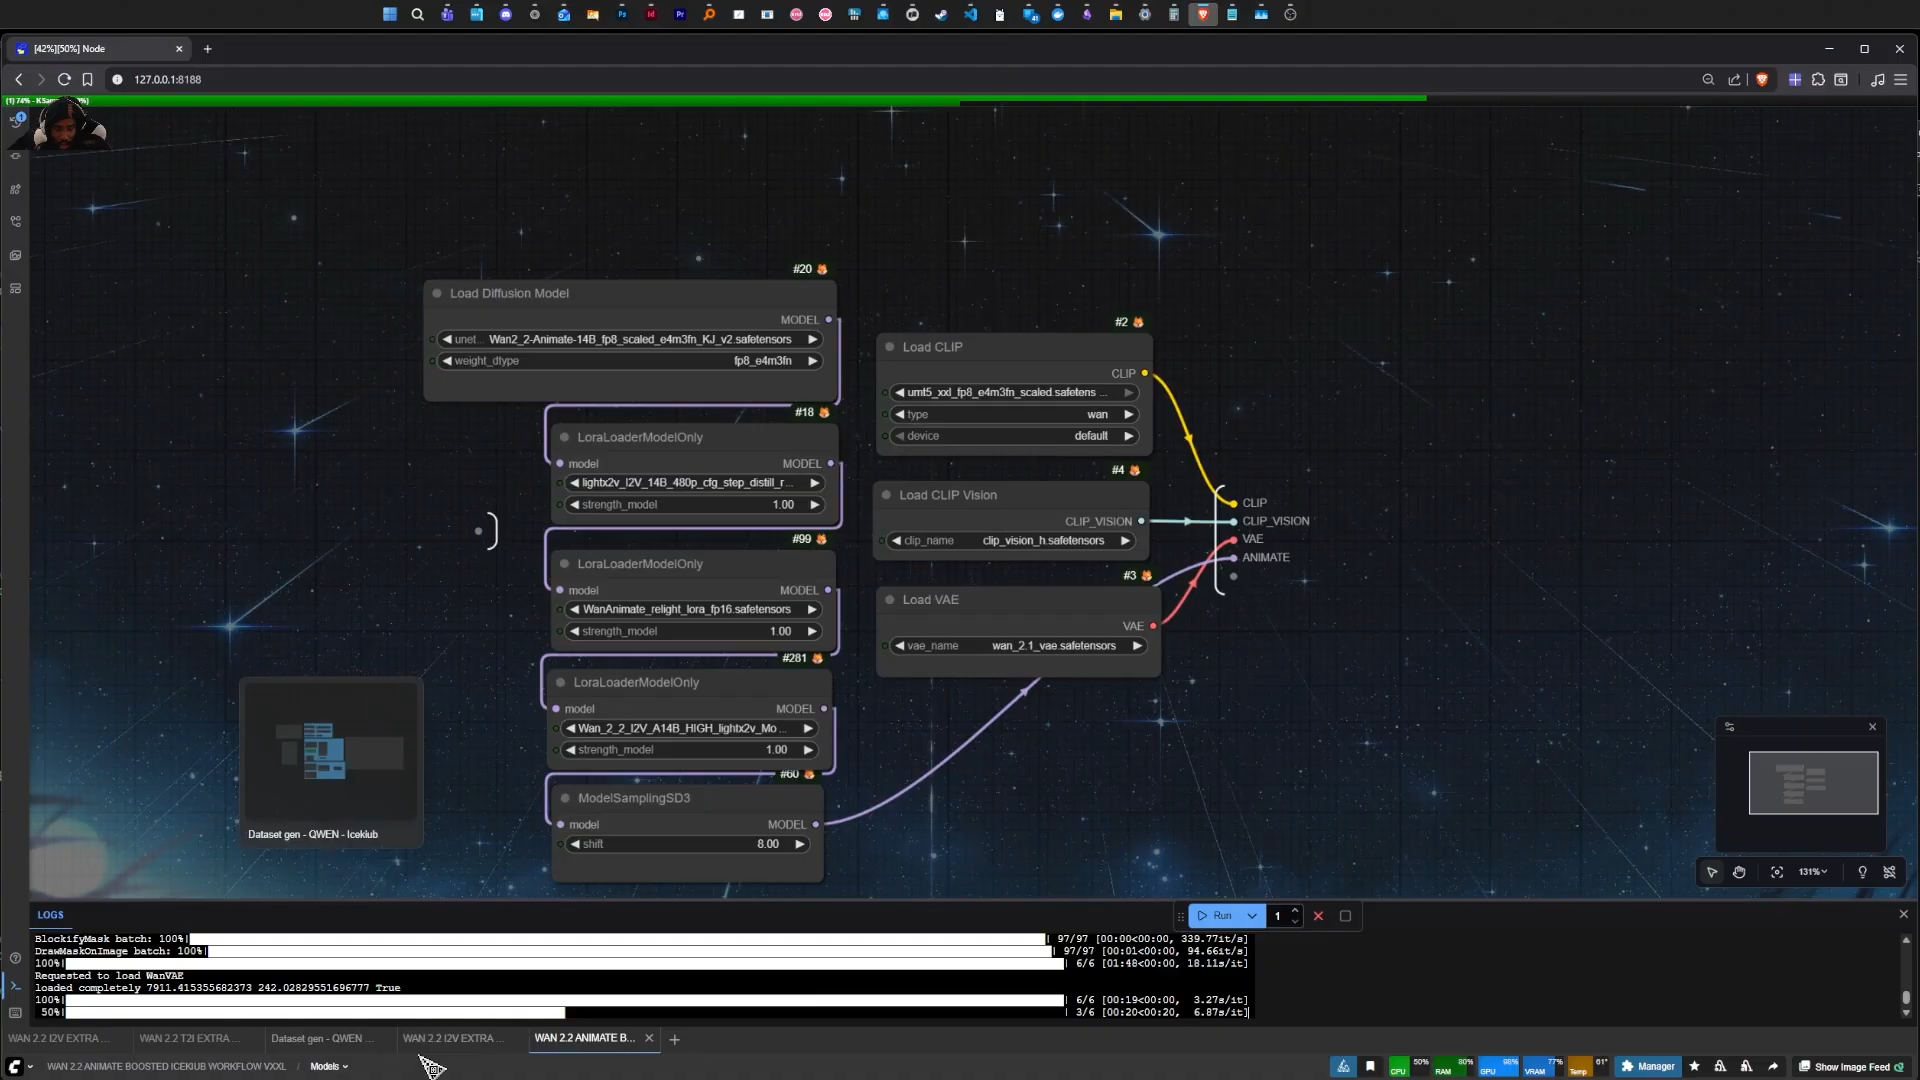 [42%][50%] Node
127.0.0.1:8188
#20
Load Diffusion Model
MODEL
unet... Wan2_2-Animate-14B_fp8_scaled_e4m3fn_KJ_v2.safetensors
weight_dtype fp8_e4m3fn
#18
LoraLoaderModelOnly
model MODEL
lightx2v_I2V_14B_480p_cfg_step_distill_r...
strength_model 1.00
#99
LoraLoaderModelOnly
model MODEL
WanAnimate_relight_lora_fp16.safetensors
strength_model 1.00
#281
LoraLoaderModelOnly
model MODEL
Wan_2_2_I2V_A14B_HIGH_lightx2v_Mo ...
strength_model 1.00
#60
ModelSamplingSD3
model MODEL
shift 8.00
#2
Load CLIP
CLIP
umt5_xxl_fp8_e4m3fn_scaled.safetens ...
type wan
device default
#4
Load CLIP Vision
CLIP_VISION
clip_name clip_vision_h.safetensors
#3
Load VAE
VAE
vae_name wan_2.1_vae.safetensors
CLIP
CLIP_VISION
VAE
ANIMATE
Dataset gen - QWEN - Icekiub
131%
LOGS
Run 1
BlockifyMask batch: 100%| | 97/97 [00:00<00:00, 339.77it/s]
DrawMaskOnImage batch: 100%| | 97/97 [00:01<00:00, 94.66it/s]
100%| | 6/6 [01:48<00:00, 18.11s/it]
Requested to load WanVAE
loaded completely 7911.415355682373 242.02829551696777 True
100%| | 6/6 [00:19<00:00, 3.27s/it]
50%| | 3/6 [00:20<00:20, 6.87s/it]
WAN 2.2 I2V EXTRA ... WAN 2.2 T2I EXTRA ... Dataset gen - QWEN ... WAN 2.2 I2V EXTRA ... WAN 2.2 ANIMATE B...
WAN 2.2 ANIMATE BOOSTED ICEKIUB WORKFLOW VXXL / Models
CPU 50% RAM 80% GPU 98% VRAM 77% Temp 61° Manager Show Image Feed